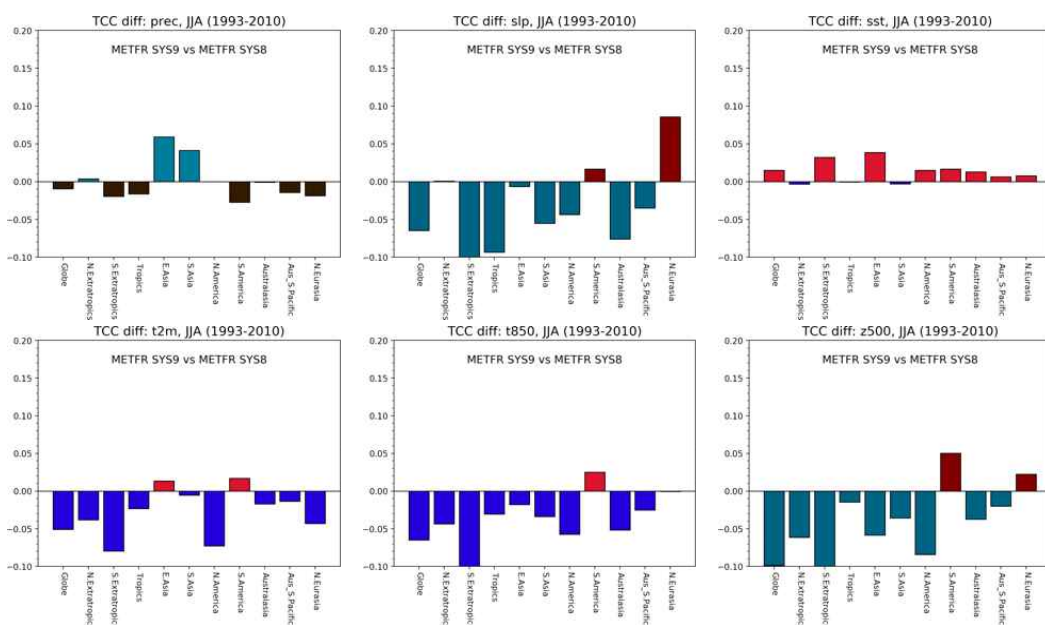 TCC diff: prec, JJA (1993-2010)
METFR SYS9 vs METFR SYS8
0.20
0.15
0.10
0.05
0.00
−0.05
−0.10
Globe
N.Extratropics
S.Extratropics
Tropics
E.Asia
S.Asia
N.America
S.America
Australasia
Aus_S.Pacific
N.Eurasia
TCC diff: slp, JJA (1993-2010)
METFR SYS9 vs METFR SYS8
0.20
0.15
0.10
0.05
0.00
−0.05
−0.10
Globe
N.Extratropics
S.Extratropics
Tropics
E.Asia
S.Asia
N.America
S.America
Australasia
Aus_S.Pacific
N.Eurasia
TCC diff: sst, JJA (1993-2010)
METFR SYS9 vs METFR SYS8
0.20
0.15
0.10
0.05
0.00
−0.05
−0.10
Globe
N.Extratropics
S.Extratropics
Tropics
E.Asia
S.Asia
N.America
S.America
Australasia
Aus_S.Pacific
N.Eurasia
TCC diff: t2m, JJA (1993-2010)
METFR SYS9 vs METFR SYS8
0.20
0.15
0.10
0.05
0.00
−0.05
−0.10
Globe
N.Extratropics
S.Extratropics
Tropics
E.Asia
S.Asia
N.America
S.America
Australasia
Aus_S.Pacific
N.Eurasia
TCC diff: t850, JJA (1993-2010)
METFR SYS9 vs METFR SYS8
0.20
0.15
0.10
0.05
0.00
−0.05
−0.10
Globe
N.Extratropics
S.Extratropics
Tropics
E.Asia
S.Asia
N.America
S.America
Australasia
Aus_S.Pacific
N.Eurasia
TCC diff: z500, JJA (1993-2010)
METFR SYS9 vs METFR SYS8
0.20
0.15
0.10
0.05
0.00
−0.05
−0.10
Globe
N.Extratropics
S.Extratropics
Tropics
E.Asia
S.Asia
N.America
S.America
Australasia
Aus_S.Pacific
N.Eurasia